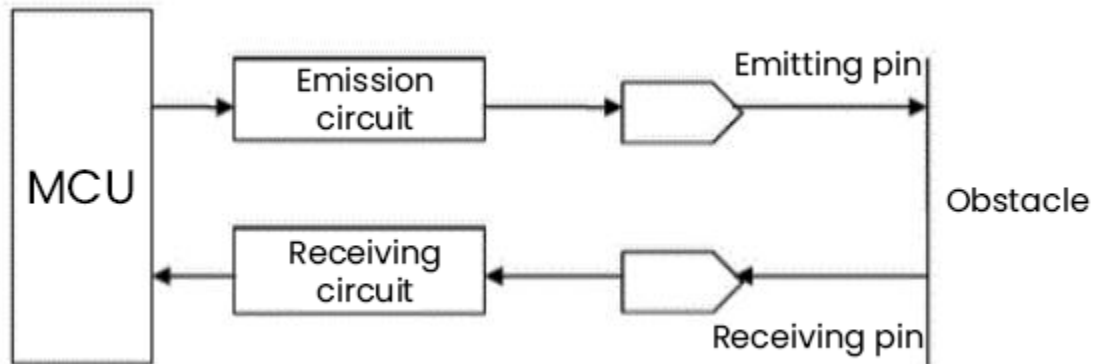 Emitting pin
Emission
circuit
MCU
Obstacle
Receiving
circuit
Receiving pin